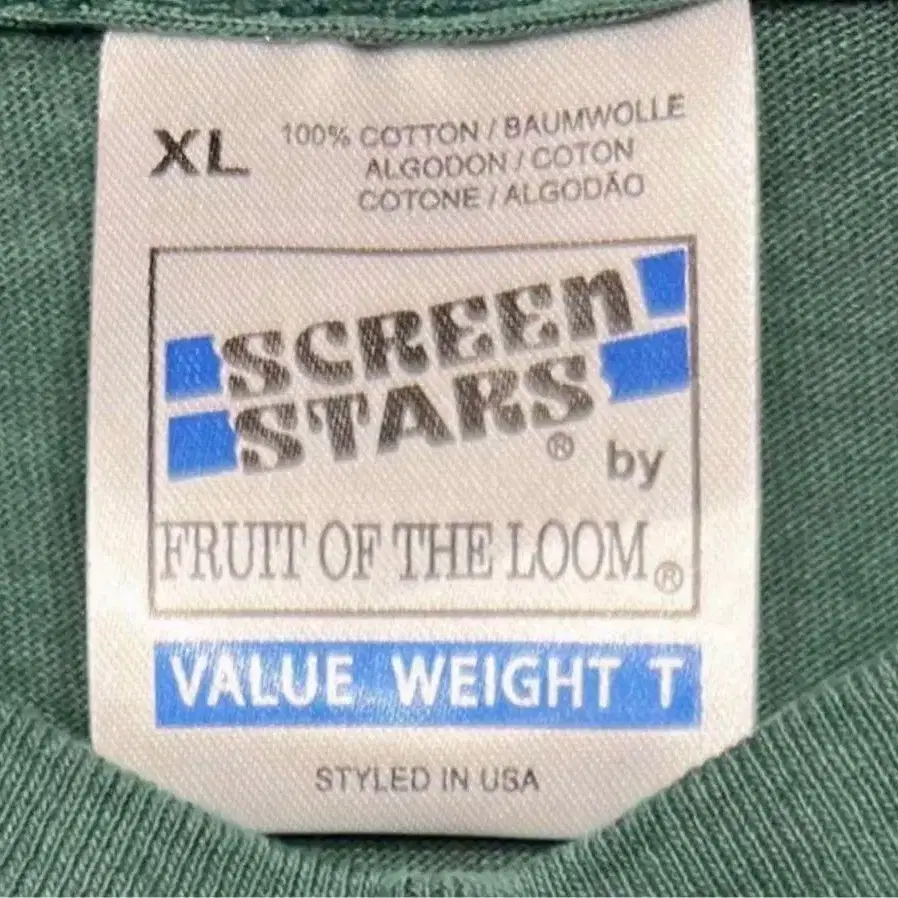 XL
100% COTTON / BAUMWOLLE
ALGODON / COTON
COTONE / ALGODÃO
SCREEN
STARS® by
FRUIT OF THE LOOM®
VALUE WEIGHT T
STYLED IN USA